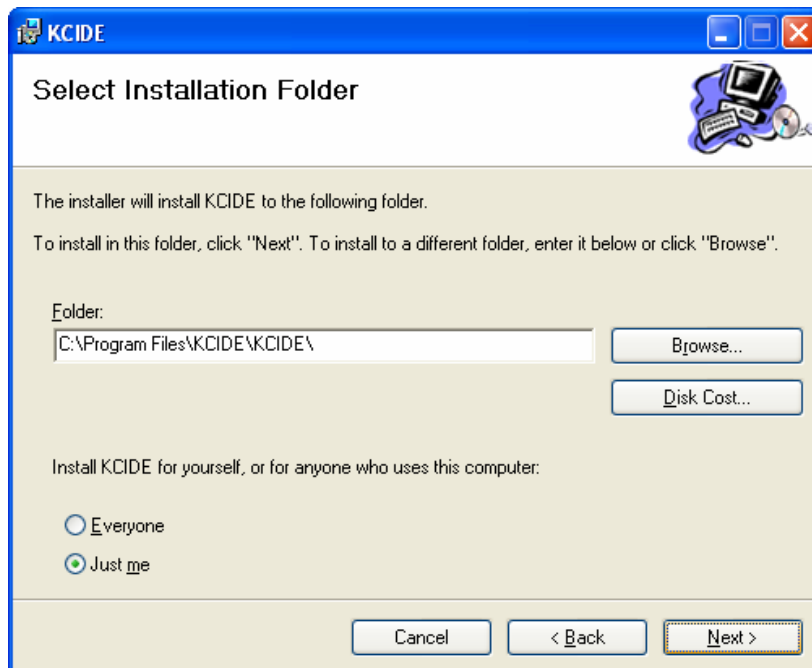 KCIDE
Select Installation Folder
The installer will install KCIDE to the following folder.
To install in this folder, click "Next". To install to a different folder, enter it below or click "Browse".
Folder:
C:\Program Files\KCIDE\KCIDE\
Browse...
Disk Cost...
Install KCIDE for yourself, or for anyone who uses this computer:
Everyone
Just me
Cancel
< Back
Next >